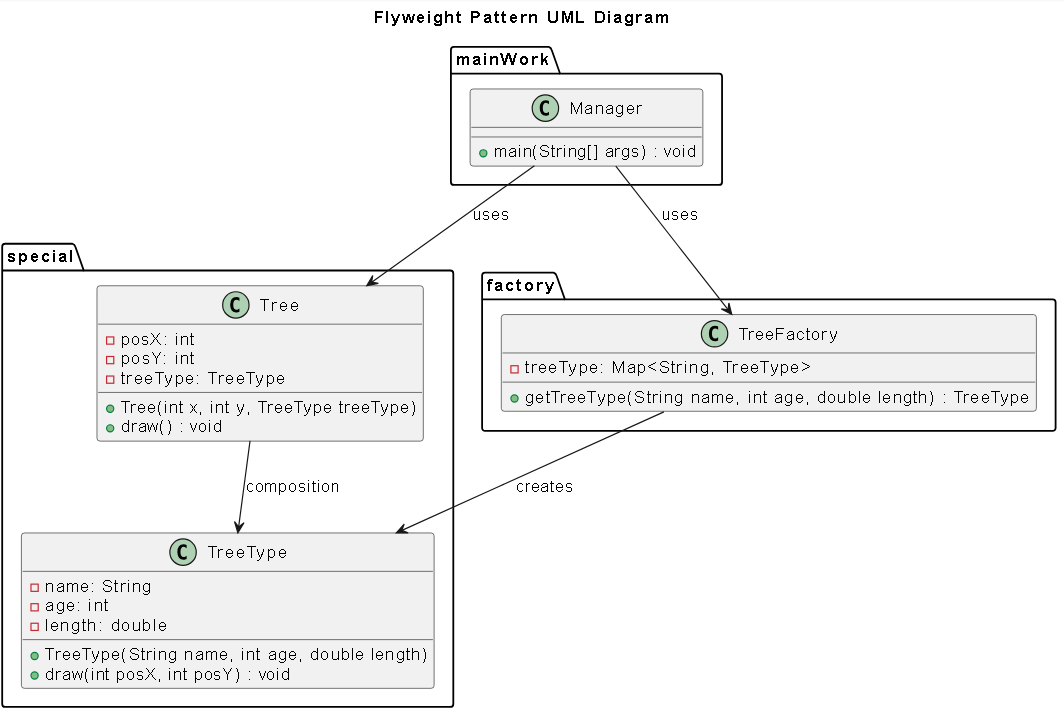 Flyweight Pattern UML Diagram
mainWork
C Manager
main(String[] args) : void
uses
uses
special
C Tree
posX: int
posY: int
treeType: TreeType
Tree(int x, int y, TreeType treeType)
draw() : void
factory
C TreeFactory
treeType: Map<String, TreeType>
getTreeType(String name, int age, double length) : TreeType
composition
creates
C TreeType
name: String
age: int
length: double
TreeType(String name, int age, double length)
draw(int posX, int posY) : void